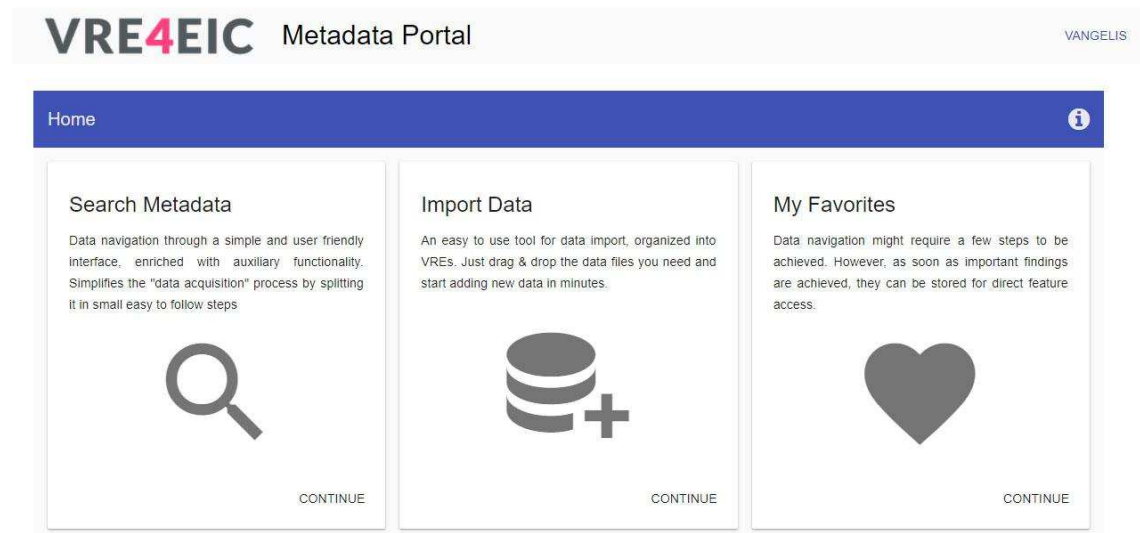 VRE4EIC Metadata Portal
VANGELIS
Home
Search Metadata
Data navigation through a simple and user friendly
interface, enriched with auxiliary functionality.
Simplifies the "data acquisition" process by splitting
it in small easy to follow steps
CONTINUE
Import Data
An easy to use tool for data import, organized into
VREs. Just drag & drop the data files you need and
start adding new data in minutes.
CONTINUE
My Favorites
Data navigation might require a few steps to be
achieved. However, as soon as important findings
are achieved, they can be stored for direct feature
access.
CONTINUE